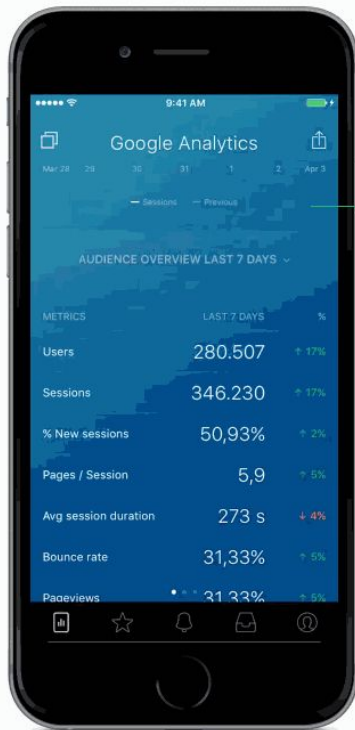 9:41 AM
Google Analytics
Mar 28 29 30 31 1 2 Apr 3
Sessions Previous
AUDIENCE OVERVIEW LAST 7 DAYS
METRICS LAST 7 DAYS %
Users 280.507 ↑ 17%
Sessions 346.230 ↑ 17%
% New sessions 50,93% ↑ 2%
Pages / Session 5,9 ↑ 5%
Avg session duration 273 s ↓ 4%
Bounce rate 31,33% ↑ 5%
Pageviews 31,33% ↑ 5%